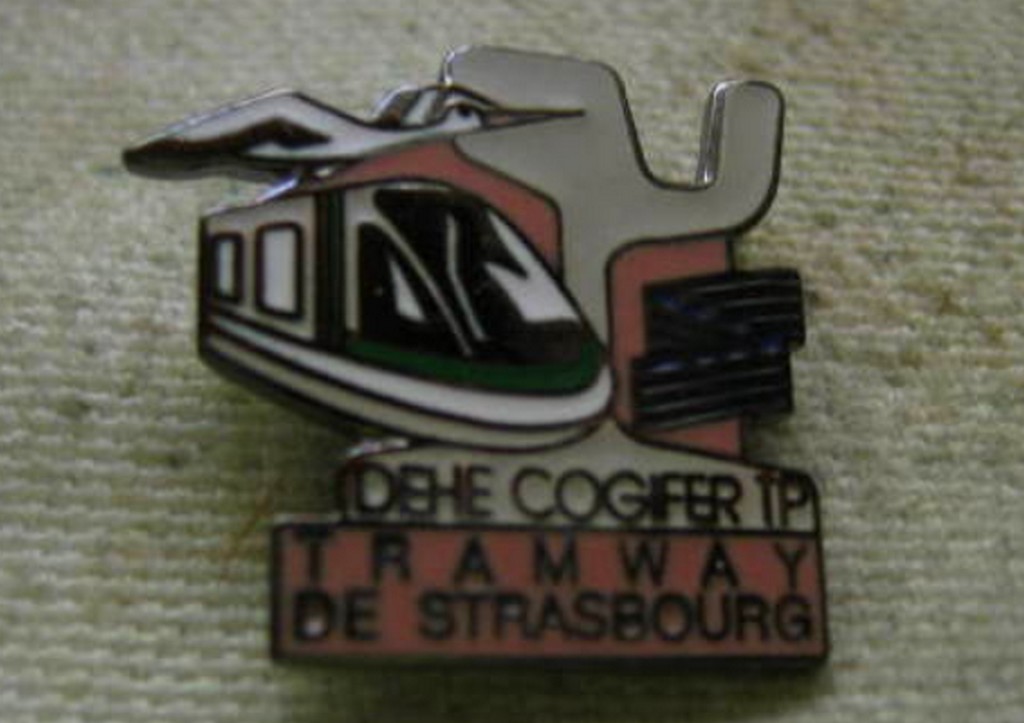 DEHE COGIFER TP
TRAMWAY
DE STRASBOURG